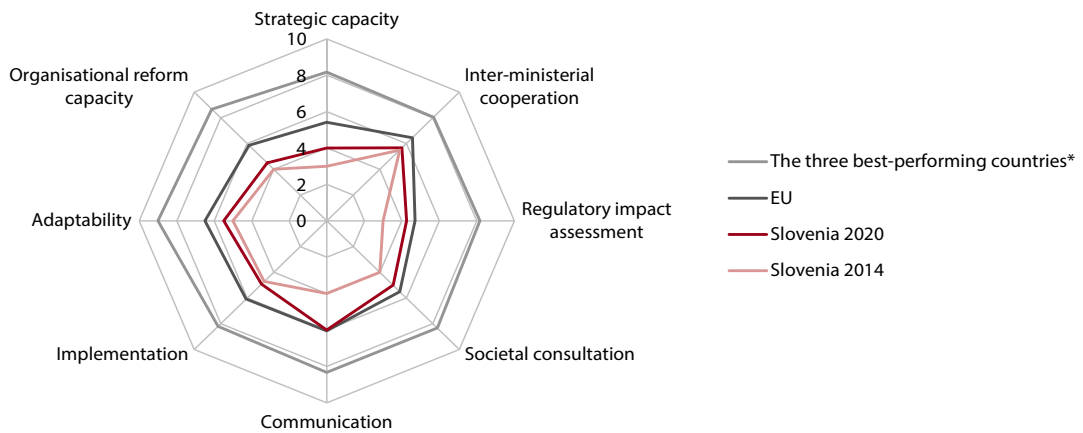 Strategic capacity
10
8
6
4
2
0
Inter-ministerial
cooperation
Regulatory impact
assessment
Societal consultation
Communication
Implementation
Adaptability
Organisational reform
capacity
The three best-performing countries*
EU
Slovenia 2020
Slovenia 2014